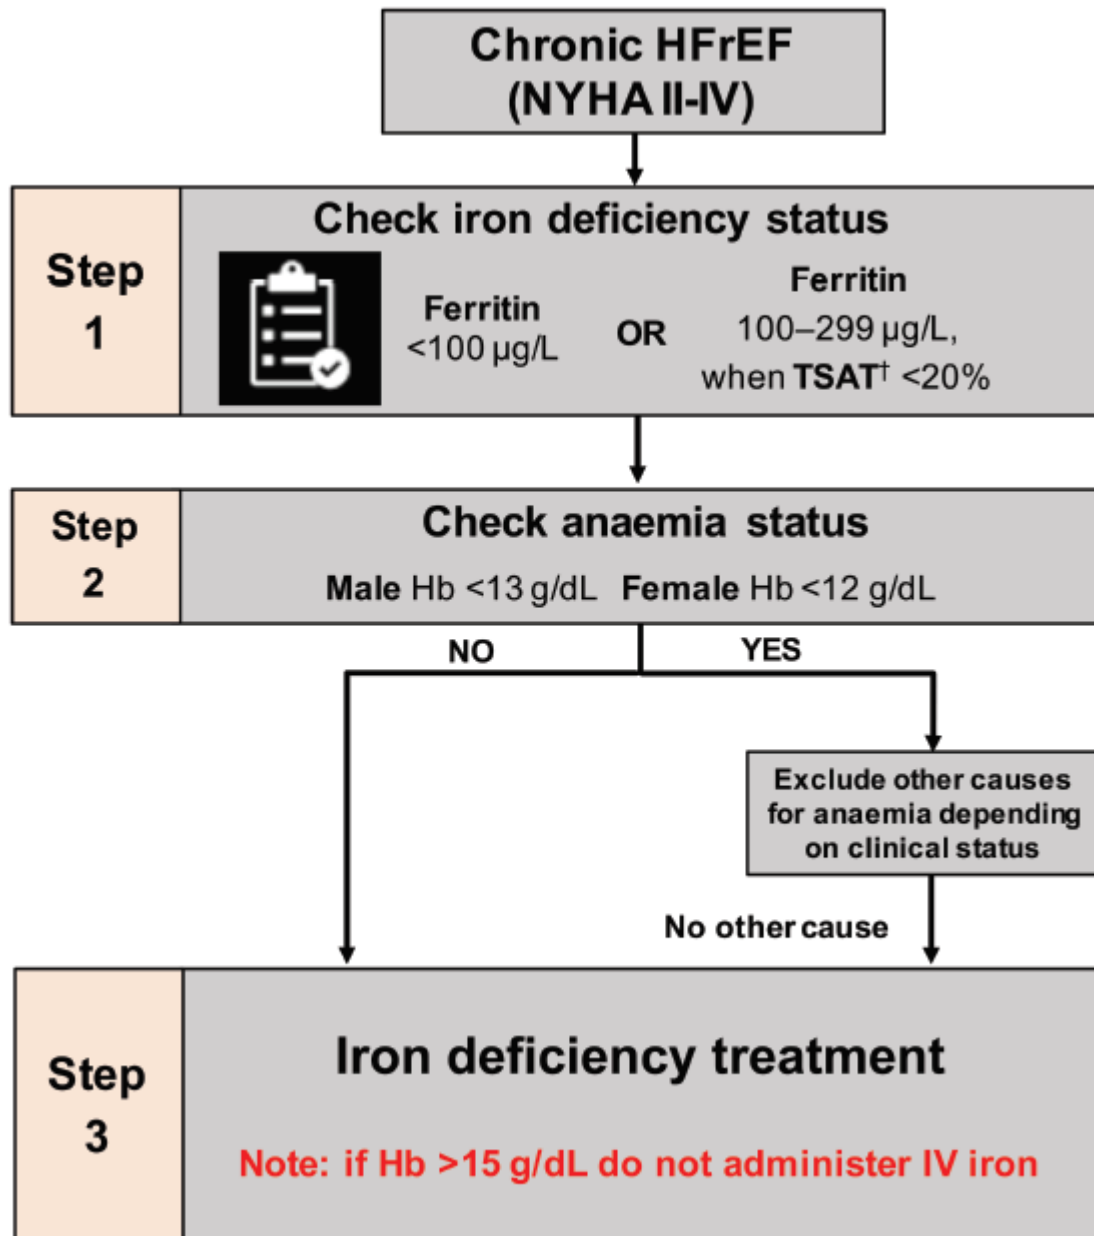 Chronic HFrEF
(NYHA II-IV)
Step
1
Check iron deficiency status
Ferritin
<100 µg/L
OR
Ferritin
100–299 µg/L,
when TSAT† <20%
Step
2
Check anaemia status
Male Hb <13 g/dL Female Hb <12 g/dL
NO
YES
Exclude other causes
for anaemia depending
on clinical status
No other cause
Step
3
Iron deficiency treatment
Note: if Hb >15 g/dL do not administer IV iron